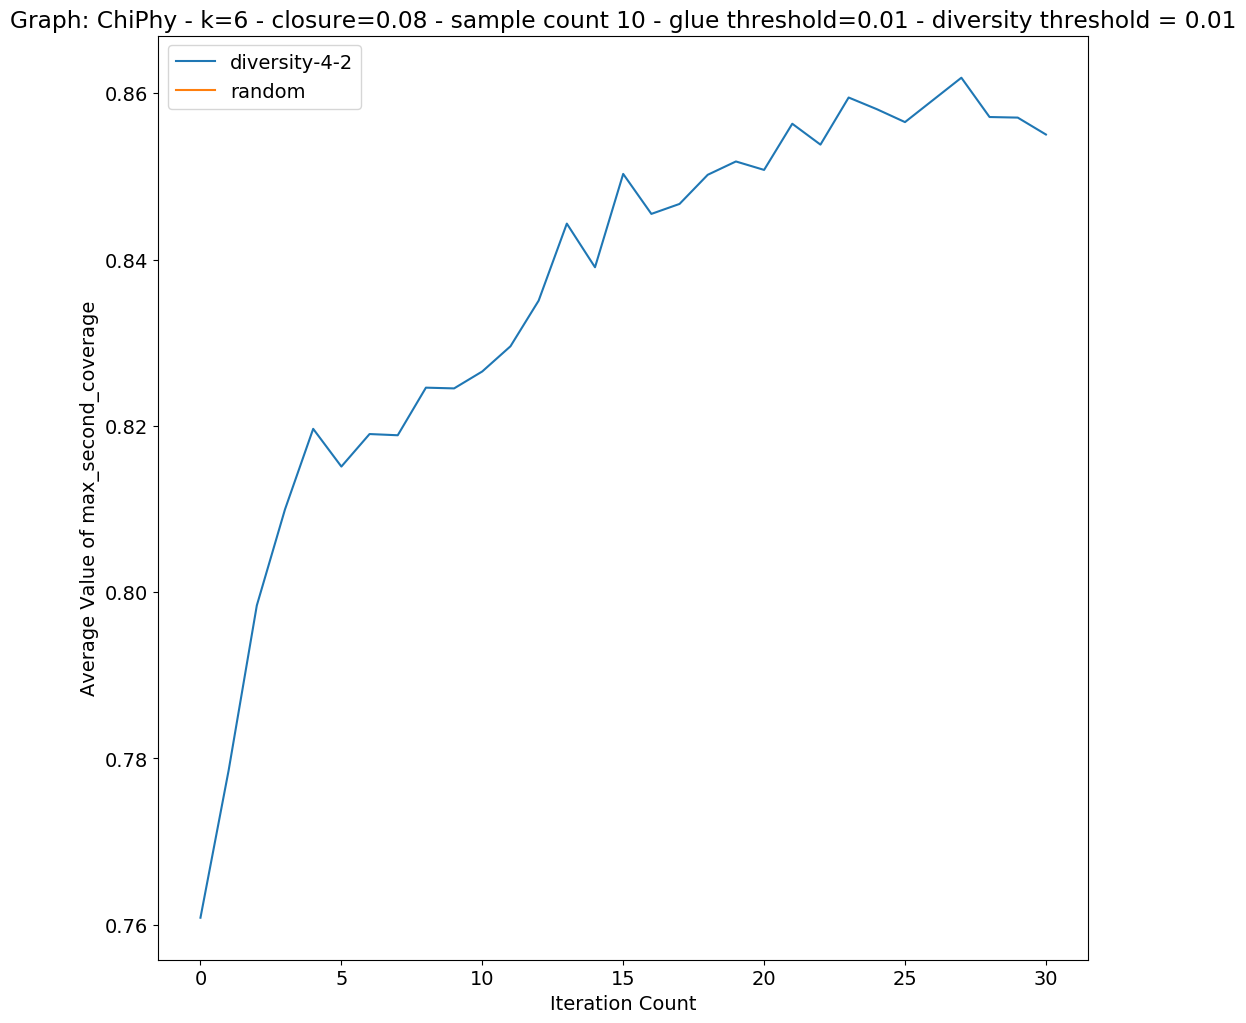 Graph: ChiPhy - k=6 - closure=0.08 - sample count 10 - glue threshold=0.01 - diversity threshold = 0.01
diversity-4-2
random
0.86
0.84
0.82
0.80
0.78
0.76
Average Value of max_second_coverage
0 5 10 15 20 25 30
Iteration Count